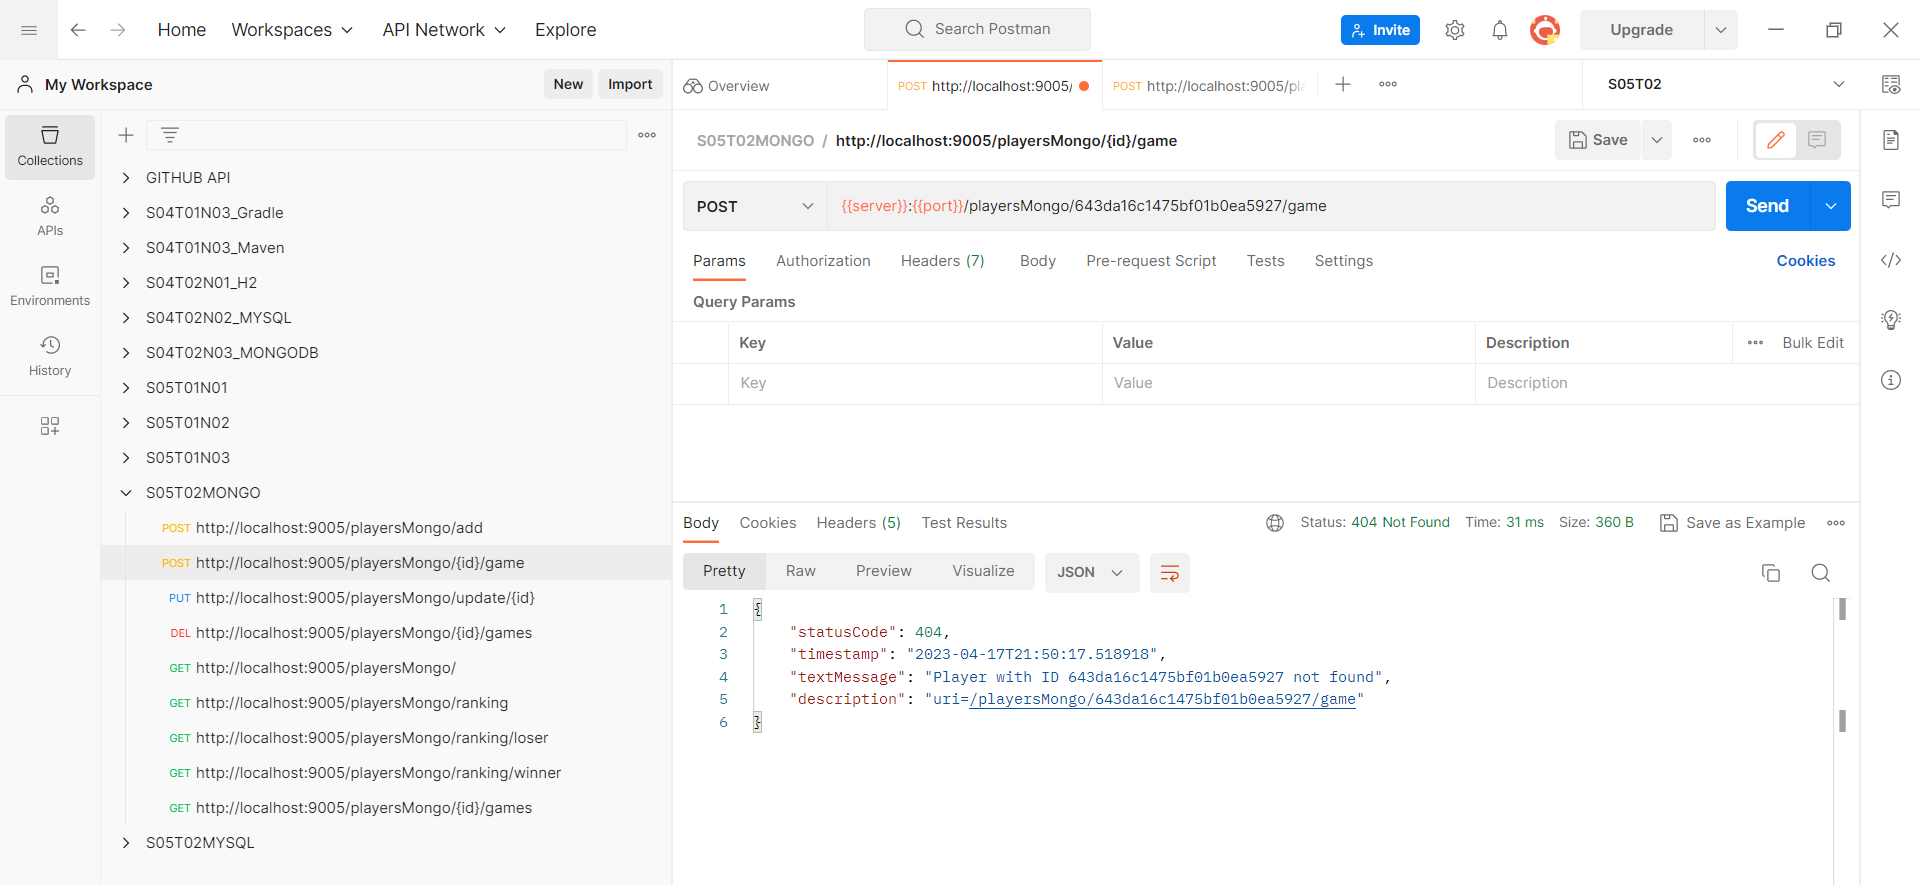 Home
Workspaces
API Network
Explore
Search Postman
Invite
Upgrade
My Workspace
New
Import
Overview
POST http://localhost:9005/
POST http://localhost:9005/pla
S05T02
Collections
APIs
Environments
History
GITHUB API
S04T01N03_Gradle
S04T01N03_Maven
S04T02N01_H2
S04T02N02_MYSQL
S04T02N03_MONGODB
S05T01N01
S05T01N02
S05T01N03
S05T02MONGO
POST http://localhost:9005/playersMongo/add
POST http://localhost:9005/playersMongo/{id}/game
PUT http://localhost:9005/playersMongo/update/{id}
DEL http://localhost:9005/playersMongo/{id}/games
GET http://localhost:9005/playersMongo/
GET http://localhost:9005/playersMongo/ranking
GET http://localhost:9005/playersMongo/ranking/loser
GET http://localhost:9005/playersMongo/ranking/winner
GET http://localhost:9005/playersMongo/{id}/games
S05T02MYSQL
S05T02MONGO / http://localhost:9005/playersMongo/{id}/game
Save
POST
{{server}}:{{port}}/playersMongo/643da16c1475bf01b0ea5927/game
Send
Params
Authorization
Headers (7)
Body
Pre-request Script
Tests
Settings
Cookies
Query Params
Key
Value
Description
Bulk Edit
Key
Value
Description
Body
Cookies
Headers (5)
Test Results
Status: 404 Not Found
Time: 31 ms
Size: 360 B
Save as Example
Pretty
Raw
Preview
Visualize
JSON
1 {
2 "statusCode": 404,
3 "timestamp": "2023-04-17T21:50:17.518918",
4 "textMessage": "Player with ID 643da16c1475bf01b0ea5927 not found",
5 "description": "uri=/playersMongo/643da16c1475bf01b0ea5927/game"
6 }